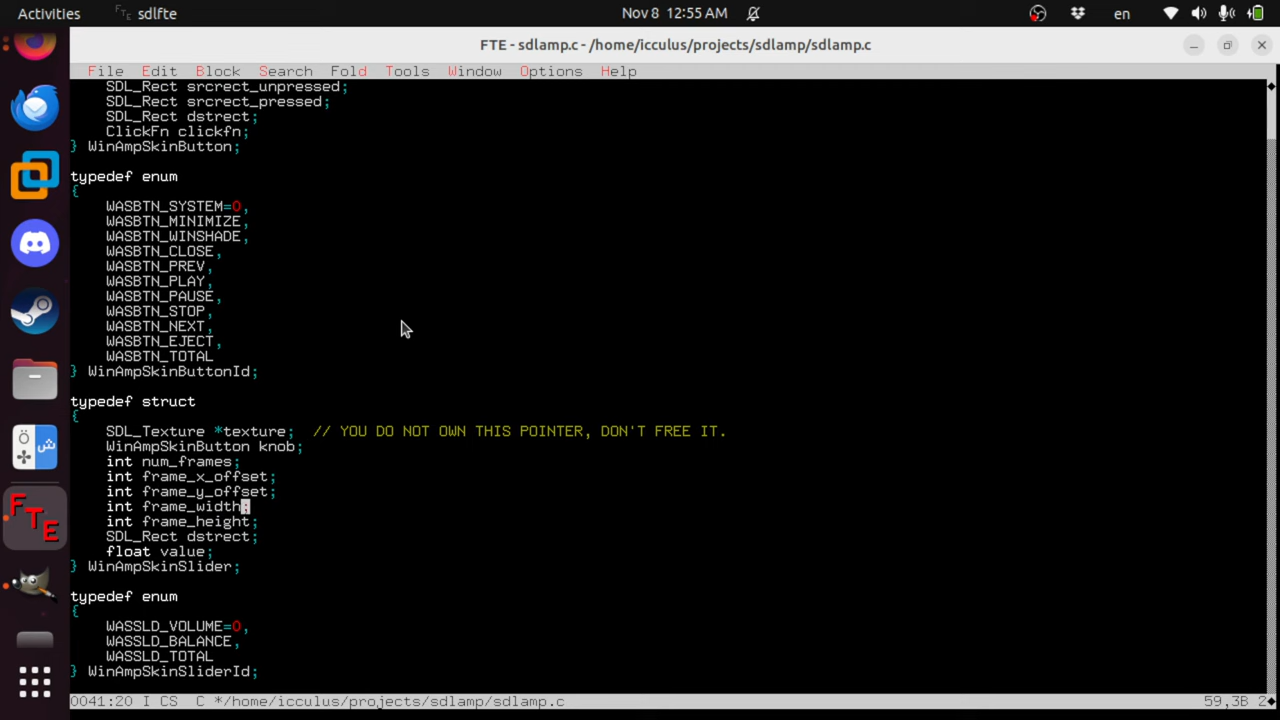 Activities
FTE sdlfte
Nov 8 12:55 AM
en
FTE - sdlamp.c - /home/icculus/projects/sdlamp/sdlamp.c
File Edit Block Search Fold Tools Window Options Help
SDL_Rect srcrect_unpressed;
SDL_Rect srcrect_pressed;
SDL_Rect dstrect;
ClickFn clickfn;
} WinAmpSkinButton;
typedef enum
{
WASBTN_SYSTEM=0,
WASBTN_MINIMIZE,
WASBTN_WINSHADE,
WASBTN_CLOSE,
WASBTN_PREV,
WASBTN_PLAY,
WASBTN_PAUSE,
WASBTN_STOP,
WASBTN_NEXT,
WASBTN_EJECT,
WASBTN_TOTAL
} WinAmpSkinButtonId;
typedef struct
{
SDL_Texture *texture;  // YOU DO NOT OWN THIS POINTER, DON'T FREE IT.
WinAmpSkinButton knob;
int num_frames;
int frame_x_offset;
int frame_y_offset;
int frame_width;
int frame_height;
SDL_Rect dstrect;
float value;
} WinAmpSkinSlider;
typedef enum
{
WASSLD_VOLUME=0,
WASSLD_BALANCE,
WASSLD_TOTAL
} WinAmpSkinSliderId;
ش
FTE
0041:20 I CS C */home/icculus/projects/sdlamp/sdlamp.c
59,3B 2